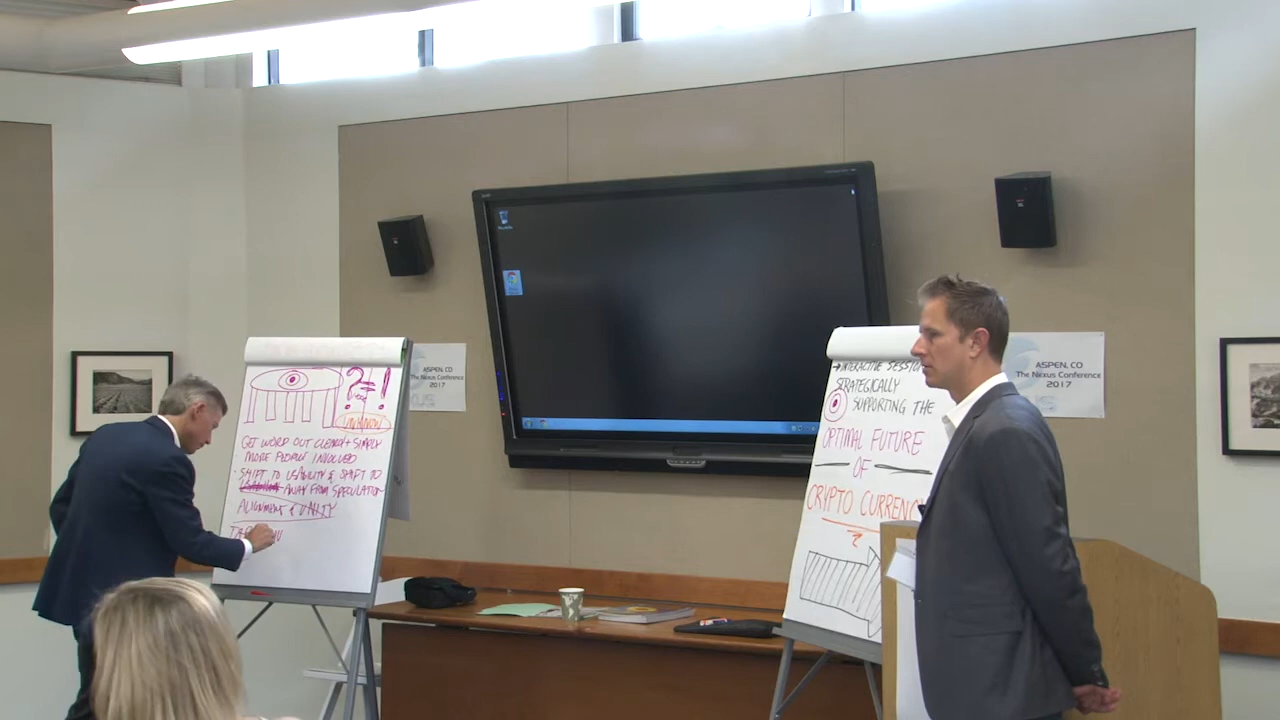 ?=!
UNKNOWN
GET WORD OUT CLEARLY + SIMPLY
MORE PEOPLE INVOLVED
· SHIFT TO USABILITY & SHIFT TO
AWAY FROM SPECULATION
ALIGNMENT & UNITY
ASPEN, CO
The Nexus Conference
2017
→ INTERACTIVE SESSION
STRATEGICALLY
SUPPORTING THE
OPTIMAL FUTURE
OF
CRYPTO CURRENCY
ASPEN, CO
The Nexus Conference
2017